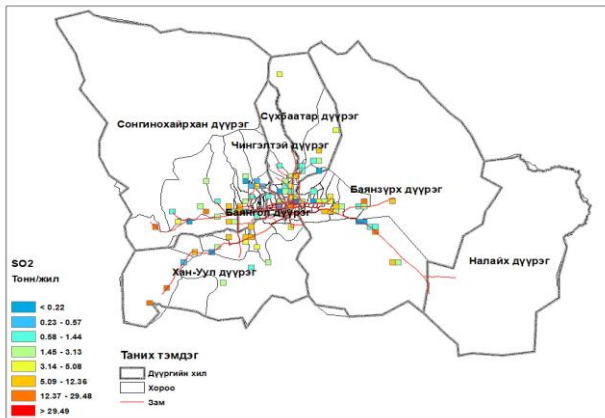 Сүхбаатар дүүрэг
Сонгинохайрхан дүүрэг
Чингэлтэй дүүрэг
Баянзүрх дүүрэг
Баянгол дүүрэг
Налайх дүүрэг
Хан-Уул дүүрэг
SO2
Тонн/жил
< 0.22
0.23 - 0.57
0.58 - 1.44
1.45 - 3.13
3.14 - 5.08
5.09 - 12.36
12.37 - 29.48
> 29.49
Таних тэмдэг
Дүүргийн хил
Хороо
Зам